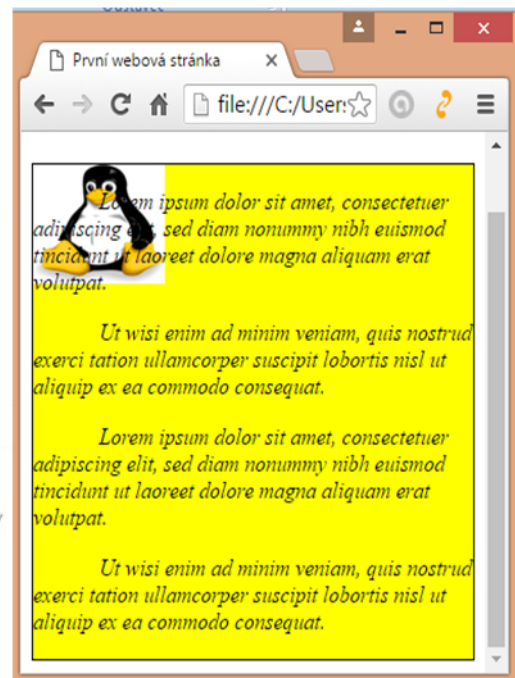 První webová stránka
file:///C:/User:
Lorem ipsum dolor sit amet, consectetuer
adipiscing elit, sed diam nonummy nibh euismod
tincidunt ut laoreet dolore magna aliquam erat
volutpat.
Ut wisi enim ad minim veniam, quis nostrud
exerci tation ullamcorper suscipit lobortis nisl ut
aliquip ex ea commodo consequat.
Lorem ipsum dolor sit amet, consectetuer
adipiscing elit, sed diam nonummy nibh euismod
tincidunt ut laoreet dolore magna aliquam erat
volutpat.
Ut wisi enim ad minim veniam, quis nostrud
exerci tation ullamcorper suscipit lobortis nisl ut
aliquip ex ea commodo consequat.